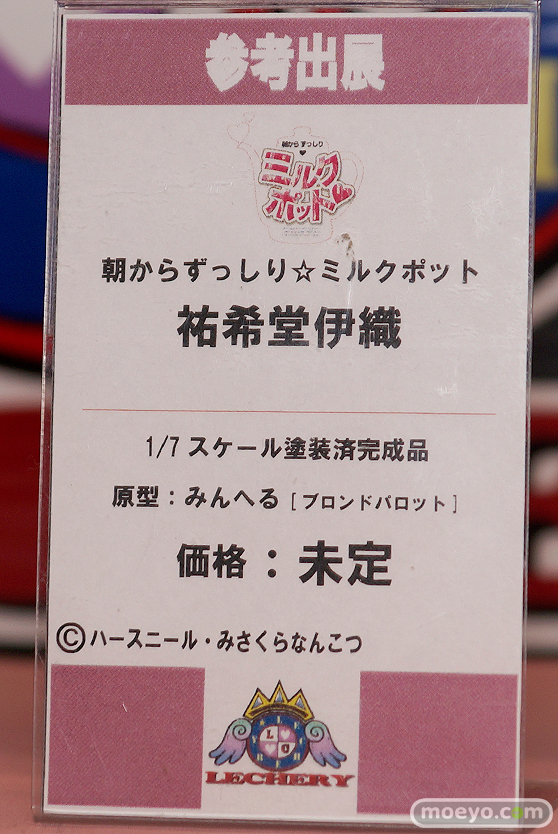 参考出展
朝から ずっしり
ミルク
ポット
朝からずっしり☆ミルクポット
祐希堂伊織
1/7 スケール塗装済完成品
原型:みんへる [ブロンドパロット]
価格:未定
©ハースニール・みさくらなんこつ
LECHERY
moeyo.com